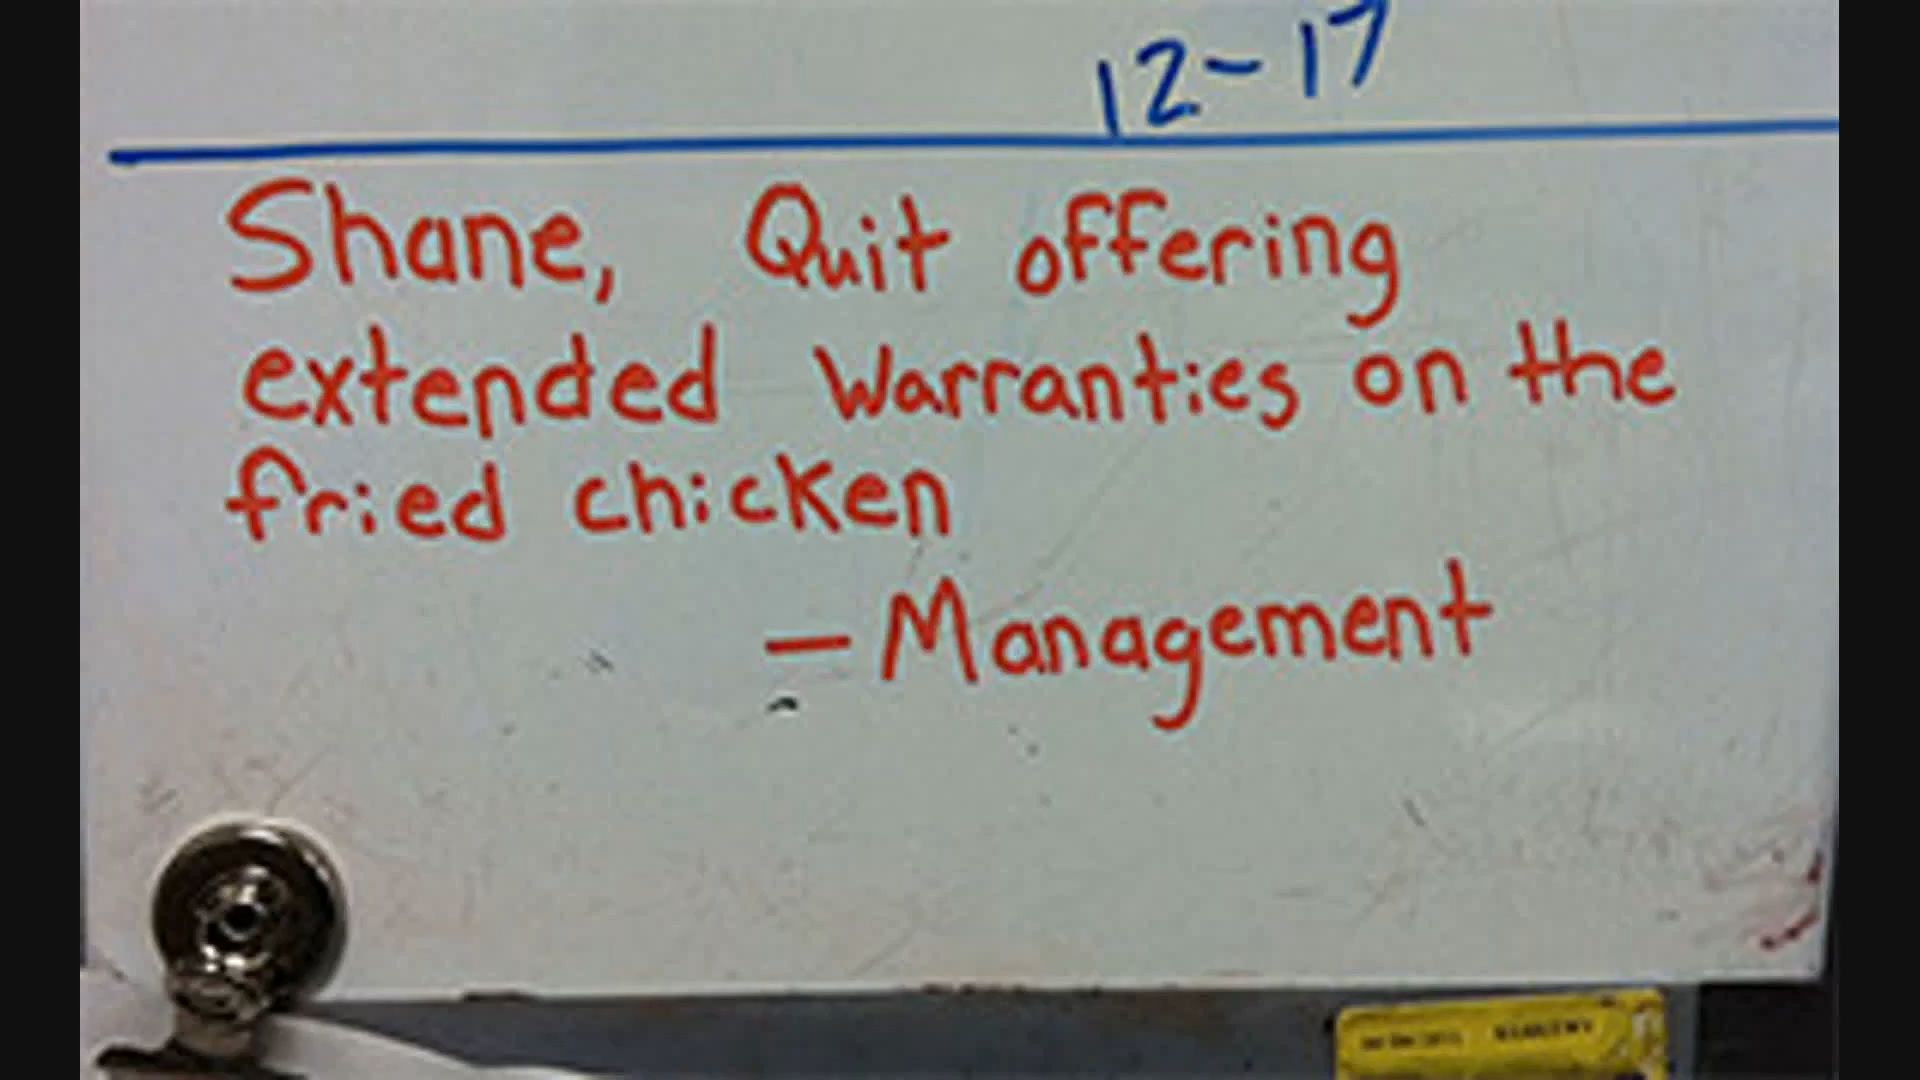 12-17
Shane, Quit offering
extended Warranties on the
fried chicken
- Management